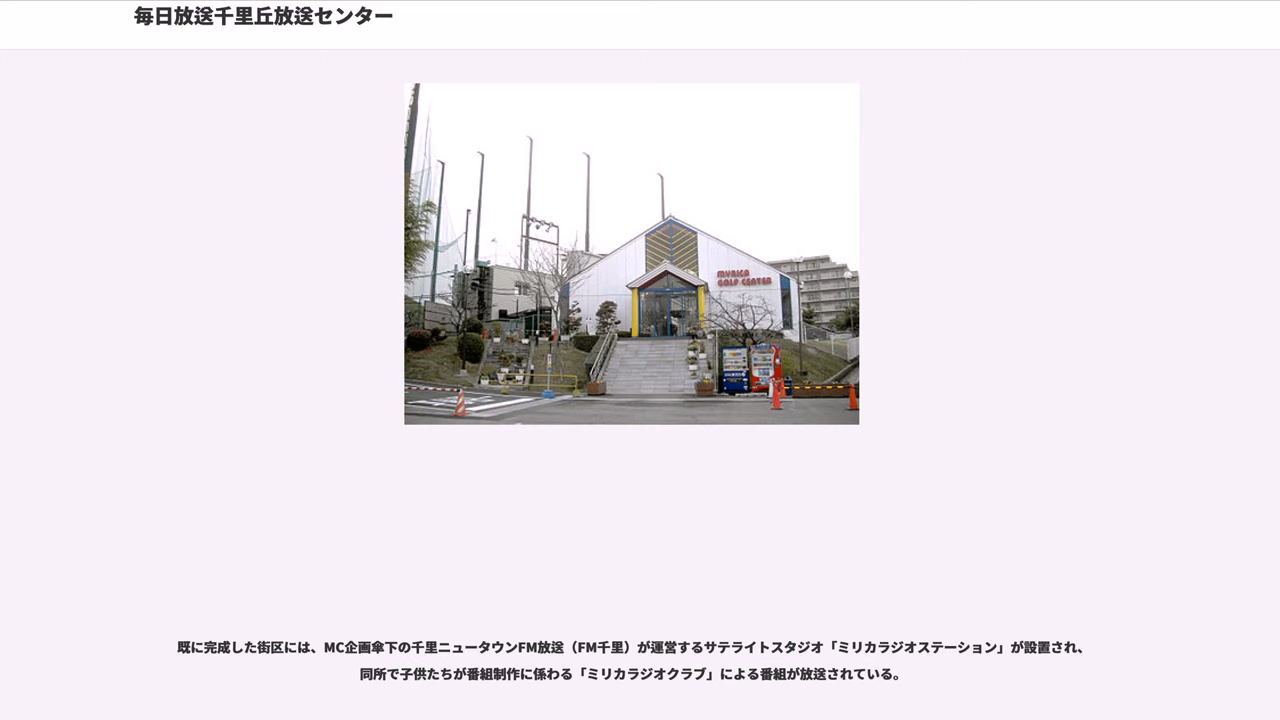 毎日放送千里丘放送センター
MYRICA
GOLF CENTER
既に完成した街区には、MC企画傘下の千里ニュータウンFM放送（FM千里）が運営するサテライトスタジオ「ミリカラジオステーション」が設置され、
同所で子供たちが番組制作に係わる「ミリカラジオクラブ」による番組が放送されている。